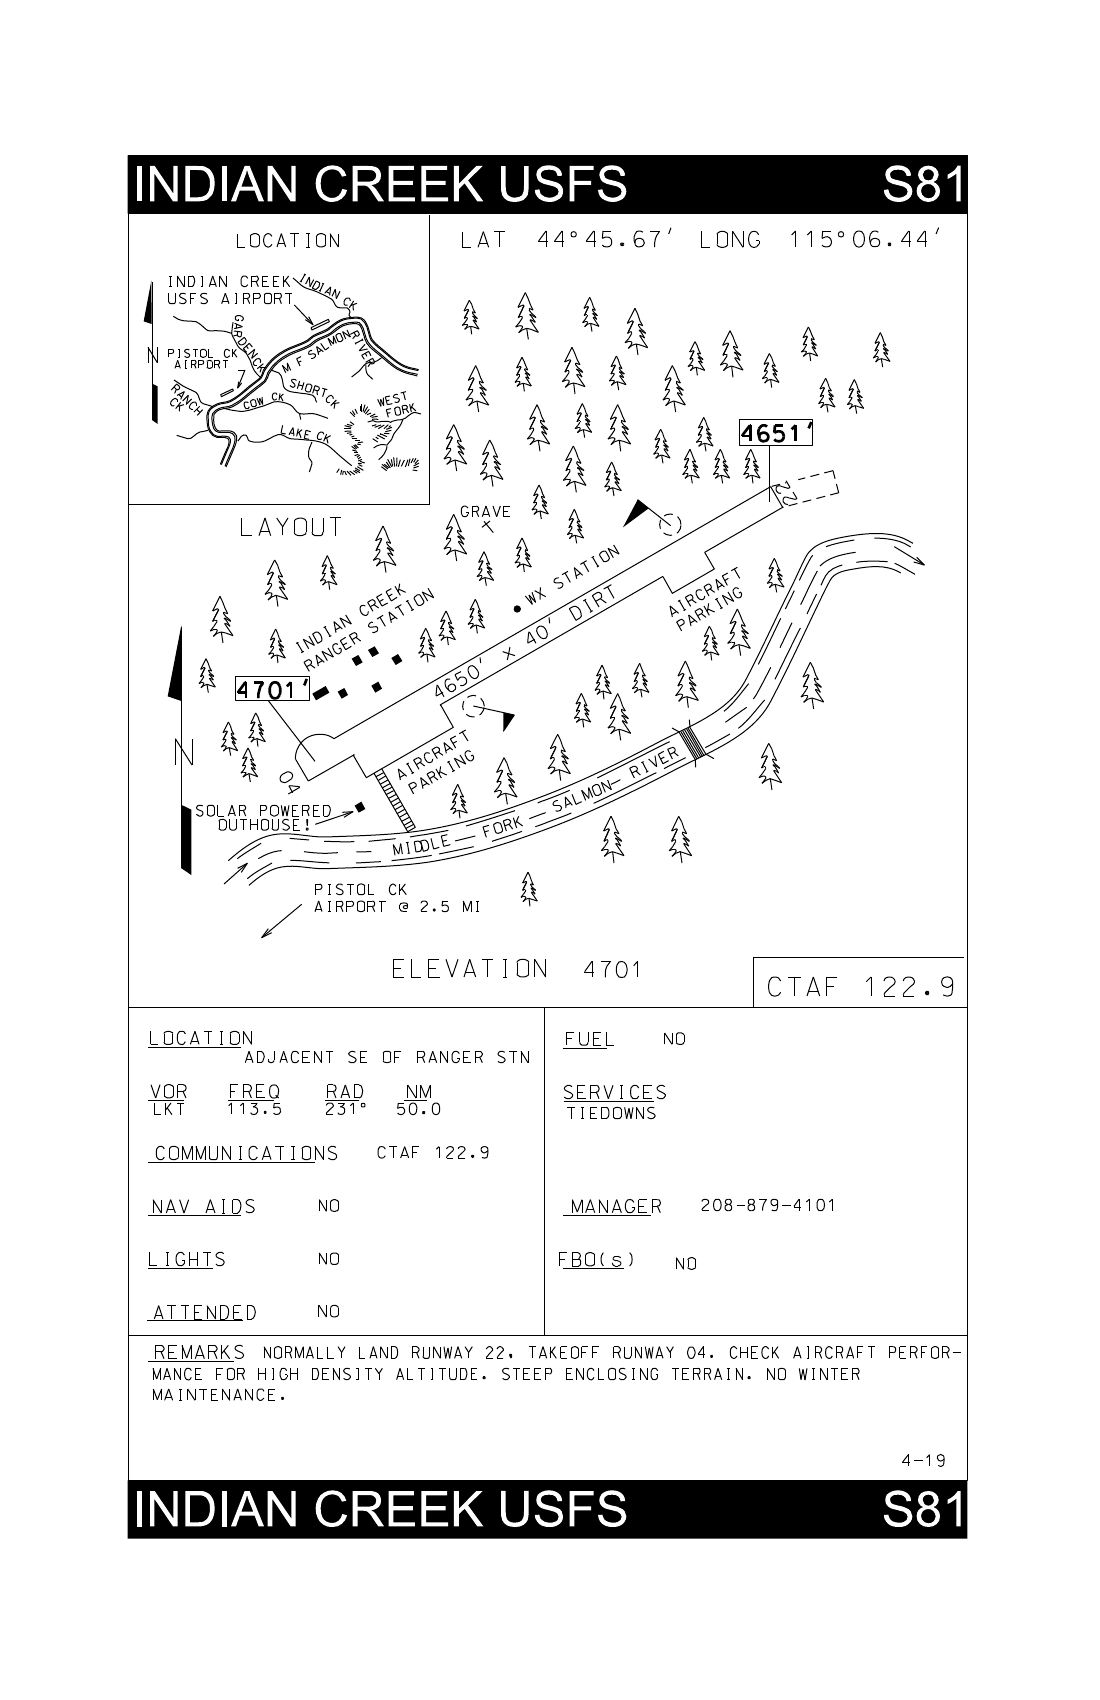 INDIAN CREEK USFS S81
LOCATION
INDIAN CREEK
USFS AIRPORT
INDIAN CK
GARDEN CK
N
PISTOL CK
AIRPORT
M F SALMON RIVER
RANCH
CK
COW CK
SHORT CK
LAKE CK
WEST
FORK
LAT 44°45.67' LONG 115°06.44'
LAYOUT
GRAVE
4651'
22
WX STATION
4650' x 40' DIRT
AIRCRAFT
PARKING
INDIAN CREEK
RANGER STATION
4701'
04
N
AIRCRAFT
PARKING
SOLAR POWERED
OUTHOUSE!
MIDDLE FORK SALMON RIVER
PISTOL CK
AIRPORT @ 2.5 MI
ELEVATION 4701
CTAF 122.9
LOCATION
ADJACENT SE OF RANGER STN
VOR FREQ RAD NM
LKT 113.5 231° 50.0
COMMUNICATIONS CTAF 122.9
NAV AIDS NO
LIGHTS NO
ATTENDED NO
FUEL NO
SERVICES
TIEDOWNS
MANAGER 208-879-4101
FBO(s) NO
REMARKS NORMALLY LAND RUNWAY 22, TAKEOFF RUNWAY 04. CHECK AIRCRAFT PERFOR-
MANCE FOR HIGH DENSITY ALTITUDE. STEEP ENCLOSING TERRAIN. NO WINTER
MAINTENANCE.
4-19
INDIAN CREEK USFS S81